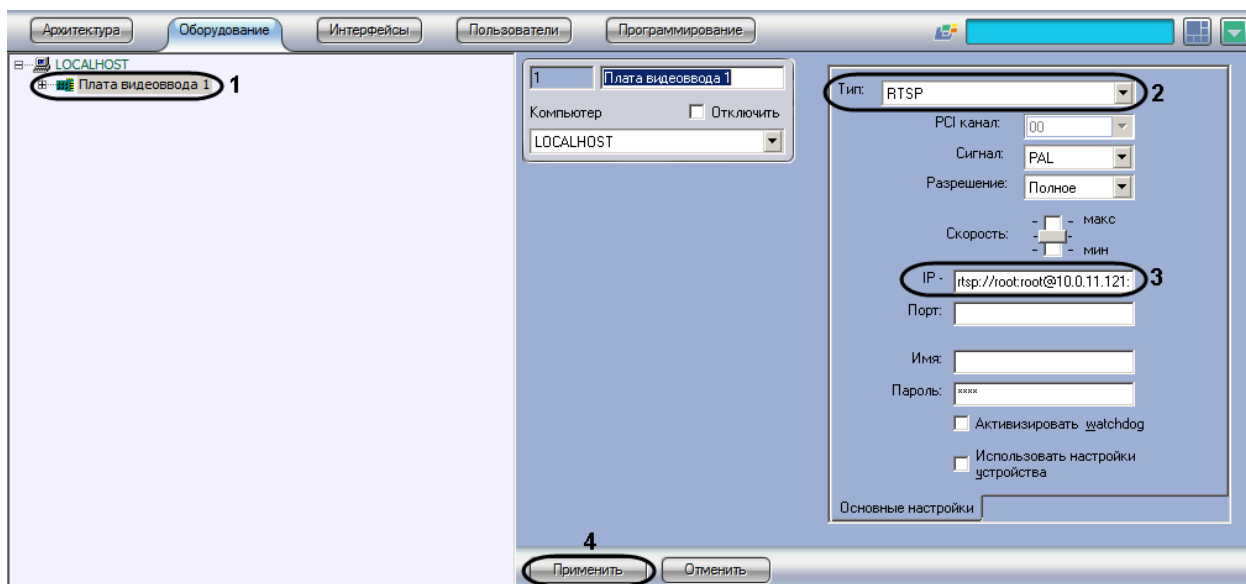 Архитектура Оборудование Интерфейсы Пользователи Программирование
LOCALHOST
Плата видеоввода 1 1
1 Плата видеоввода 1
Компьютер Отключить
LOCALHOST
Тип: RTSP 2
PCI канал: 00
Сигнал: PAL
Разрешение: Полное
Скорость: - - макс
- -
- - мин
IP - rtsp://root:root@10.0.11.121: 3
Порт:
Имя:
Пароль: ****
Активизировать watchdog
Использовать настройки
устройства
Основные настройки
4
Применить Отменить